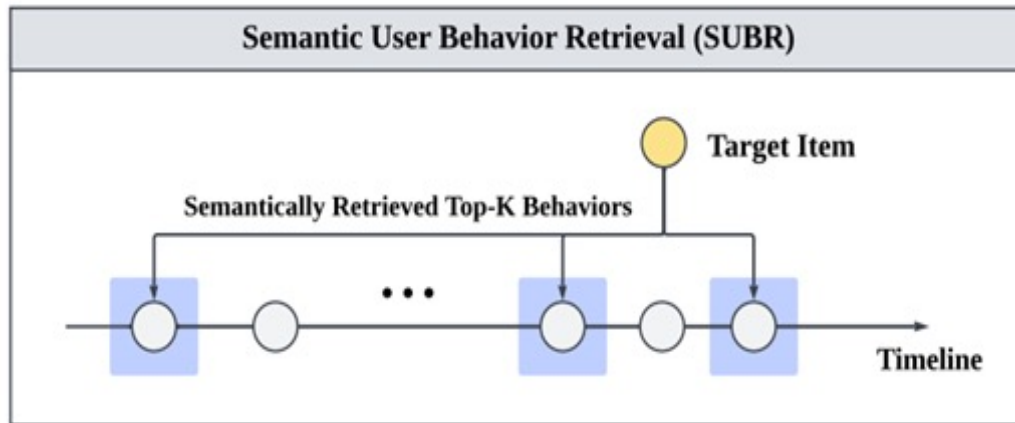 Semantic User Behavior Retrieval (SUBR)
Target Item
Semantically Retrieved Top-K Behaviors
Timeline